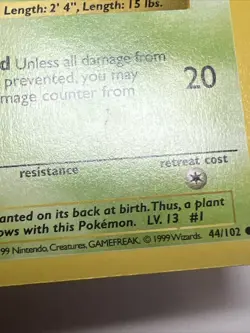 Length: 2' 4", Length: 15 lbs.
d Unless all damage from
prevented, you may
mage counter from
20
resistance
retreat cost
anted on its back at birth. Thus, a plant
ows with this Pokémon. LV. 13 #1
99 Nintendo, Creatures, GAMEFREAK. © 1999 Wizards. 44/102